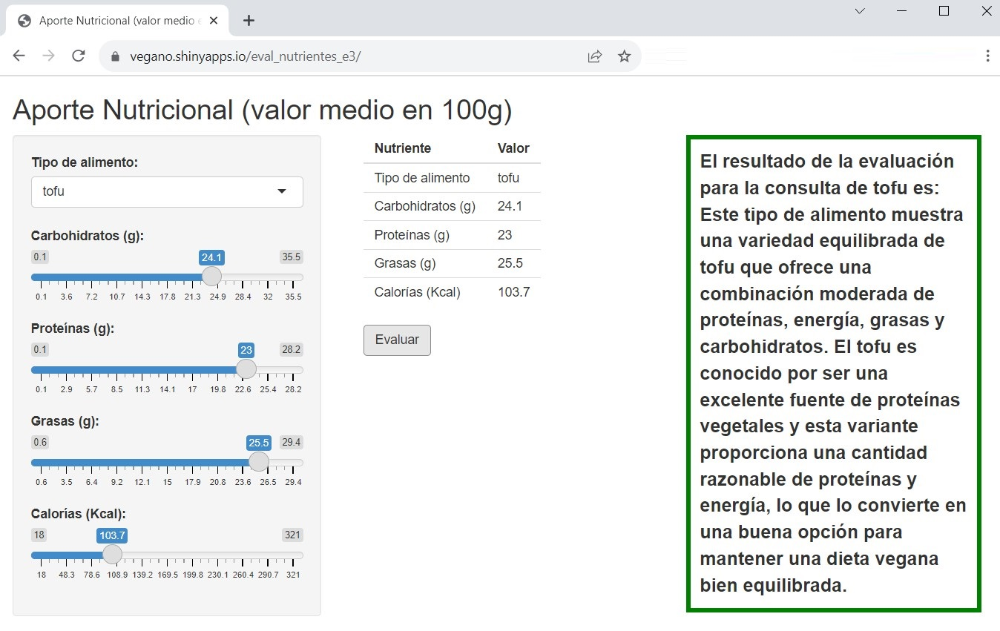 Aporte Nutricional (valor medio e
vegano.shinyapps.io/eval_nutrientes_e3/
Aporte Nutricional (valor medio en 100g)
Tipo de alimento:
tofu
Carbohidratos (g):
0.1 24.1 35.5
0.1 3.6 7.2 10.7 14.3 17.8 21.3 24.9 28.4 32 35.5
Proteínas (g):
0.1 23 28.2
0.1 2.9 5.7 8.5 11.3 14.1 17 19.8 22.6 25.4 28.2
Grasas (g):
0.6 25.5 29.4
0.6 3.5 6.4 9.2 12.1 15 17.9 20.8 23.6 26.5 29.4
Calorías (Kcal):
18 103.7 321
18 48.3 78.6 108.9 139.2 169.5 199.8 230.1 260.4 290.7 321
Nutriente Valor
Tipo de alimento tofu
Carbohidratos (g) 24.1
Proteínas (g) 23
Grasas (g) 25.5
Calorías (Kcal) 103.7
Evaluar
El resultado de la evaluación
para la consulta de tofu es:
Este tipo de alimento muestra
una variedad equilibrada de
tofu que ofrece una
combinación moderada de
proteínas, energía, grasas y
carbohidratos. El tofu es
conocido por ser una
excelente fuente de proteínas
vegetales y esta variante
proporciona una cantidad
razonable de proteínas y
energía, lo que lo convierte en
una buena opción para
mantener una dieta vegana
bien equilibrada.